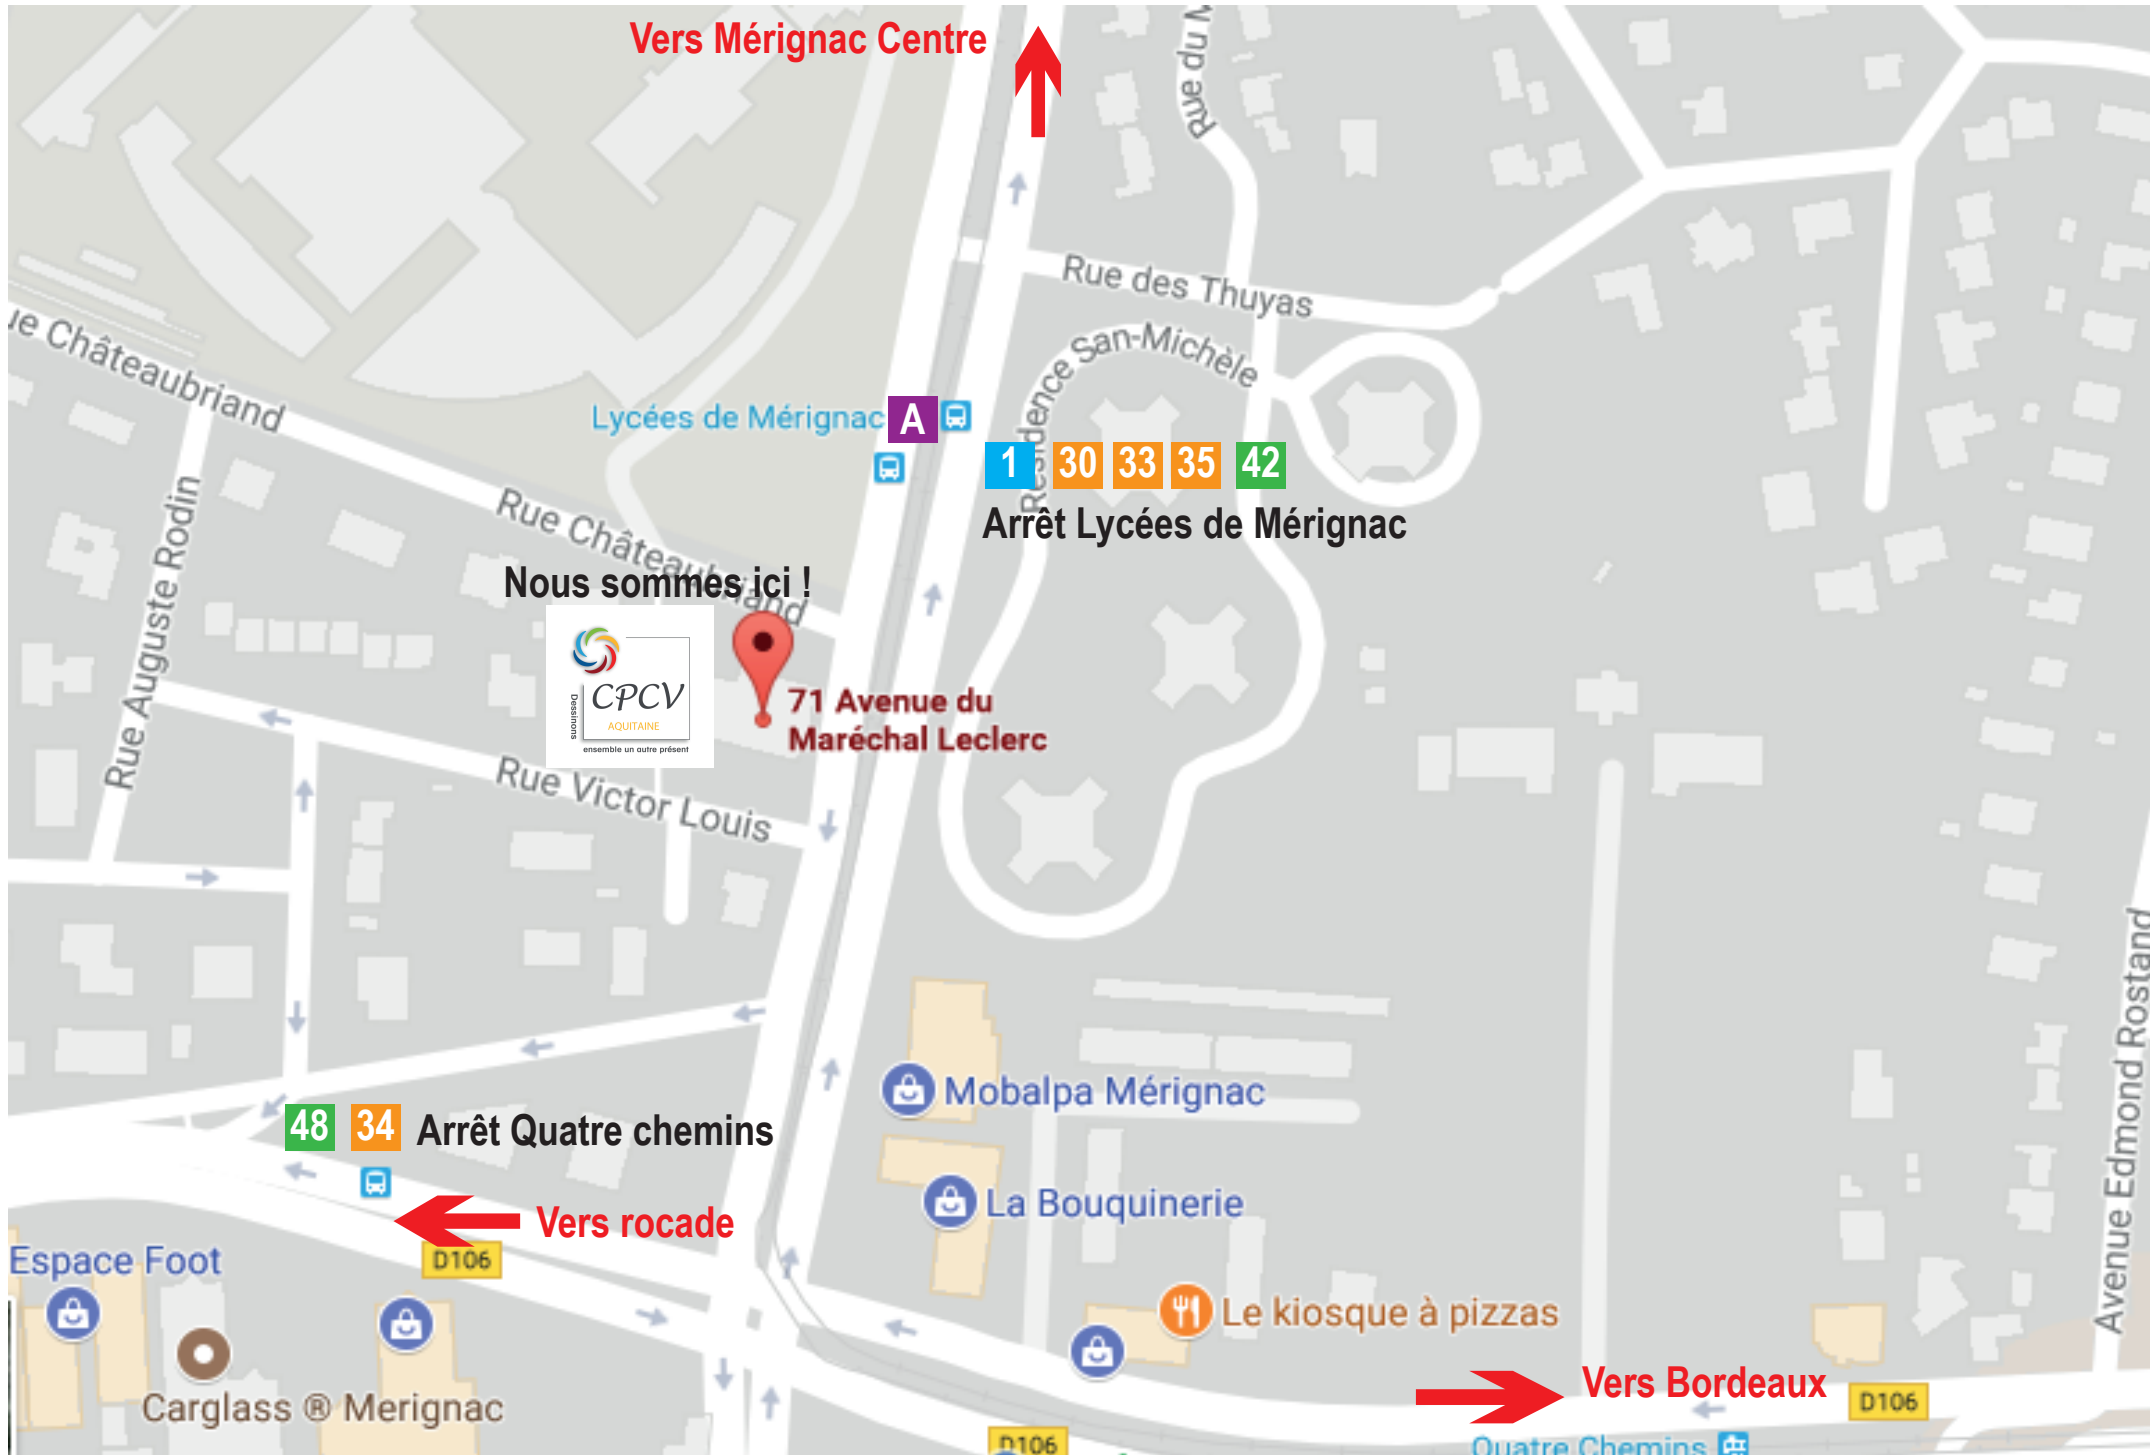 Vers Mérignac Centre
Rue du M
Rue des Thuyas
Résidence San-Michèle
ue Châteaubriand
Lycées de Mérignac A
1 30 33 35 42
Arrêt Lycées de Mérignac
Rue Auguste Rodin
Rue Châteaubriand
Nous sommes ici !
Dessinons
CPCV
AQUITAINE
ensemble un autre présent
71 Avenue du
Maréchal Leclerc
Rue Victor Louis
Avenue Edmond Rostand
Mobalpa Mérignac
48 34 Arrêt Quatre chemins
La Bouquinerie
Vers rocade
D106
Espace Foot
Le kiosque à pizzas
Carglass ® Merignac
Vers Bordeaux
D106
D106
Quatre Chemins